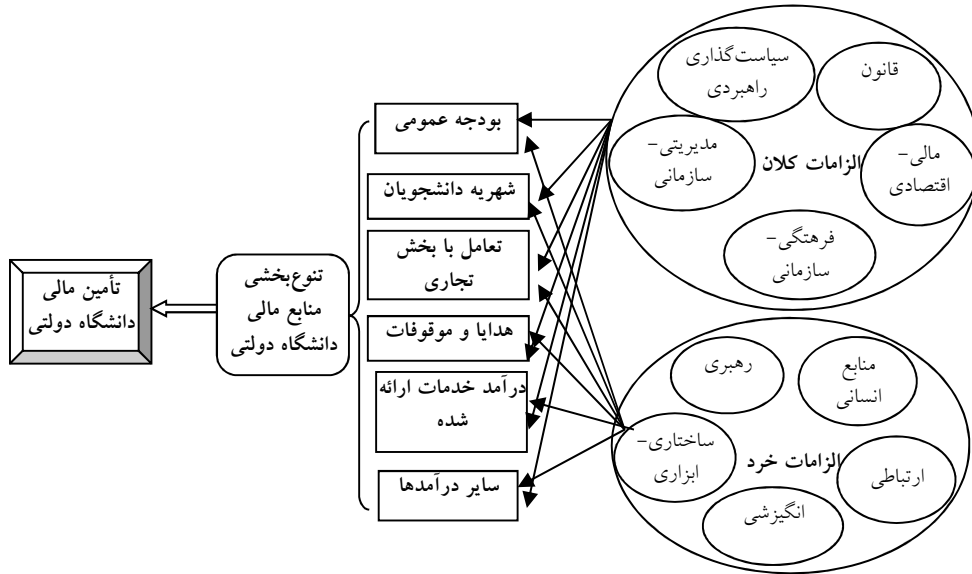 سیاست‌گذاری
راهبردی
قانون
مدیریتی-
سازمانی
الزامات کلان
مالی-
اقتصادی
فرهنگی-
سازمانی
بودجه عمومی
شهریه دانشجویان
تعامل با بخش
تجاری
هدایا و موقوفات
درآمد خدمات ارائه
شده
سایر درآمدها
تنوع‌بخشی
منابع مالی
دانشگاه دولتی
تأمین مالی
دانشگاه دولتی
منابع
انسانی
رهبری
ساختاری-
ابزاری
الزامات خرد
ارتباطی
انگیزشی